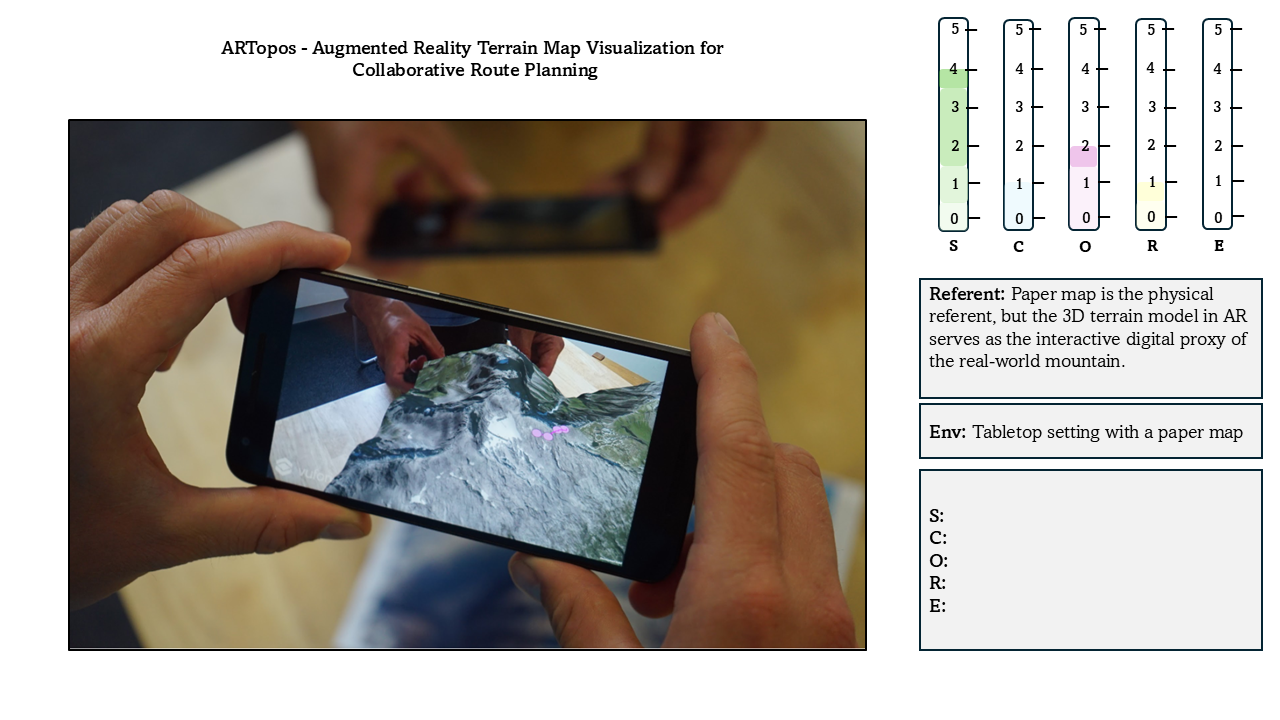 ARTopos - Augmented Reality Terrain Map Visualization for
Collaborative Route Planning
5 5 5 5 5
4 4 4 4 4
3 3 3 3 3
2 2 2 2 2
1 1 1 1 1
0 0 0 0 0
S C O R E
Referent: Paper map is the physical
referent, but the 3D terrain model in AR
serves as the interactive digital proxy of
the real-world mountain.
Env: Tabletop setting with a paper map
S:
C:
O:
R:
E: